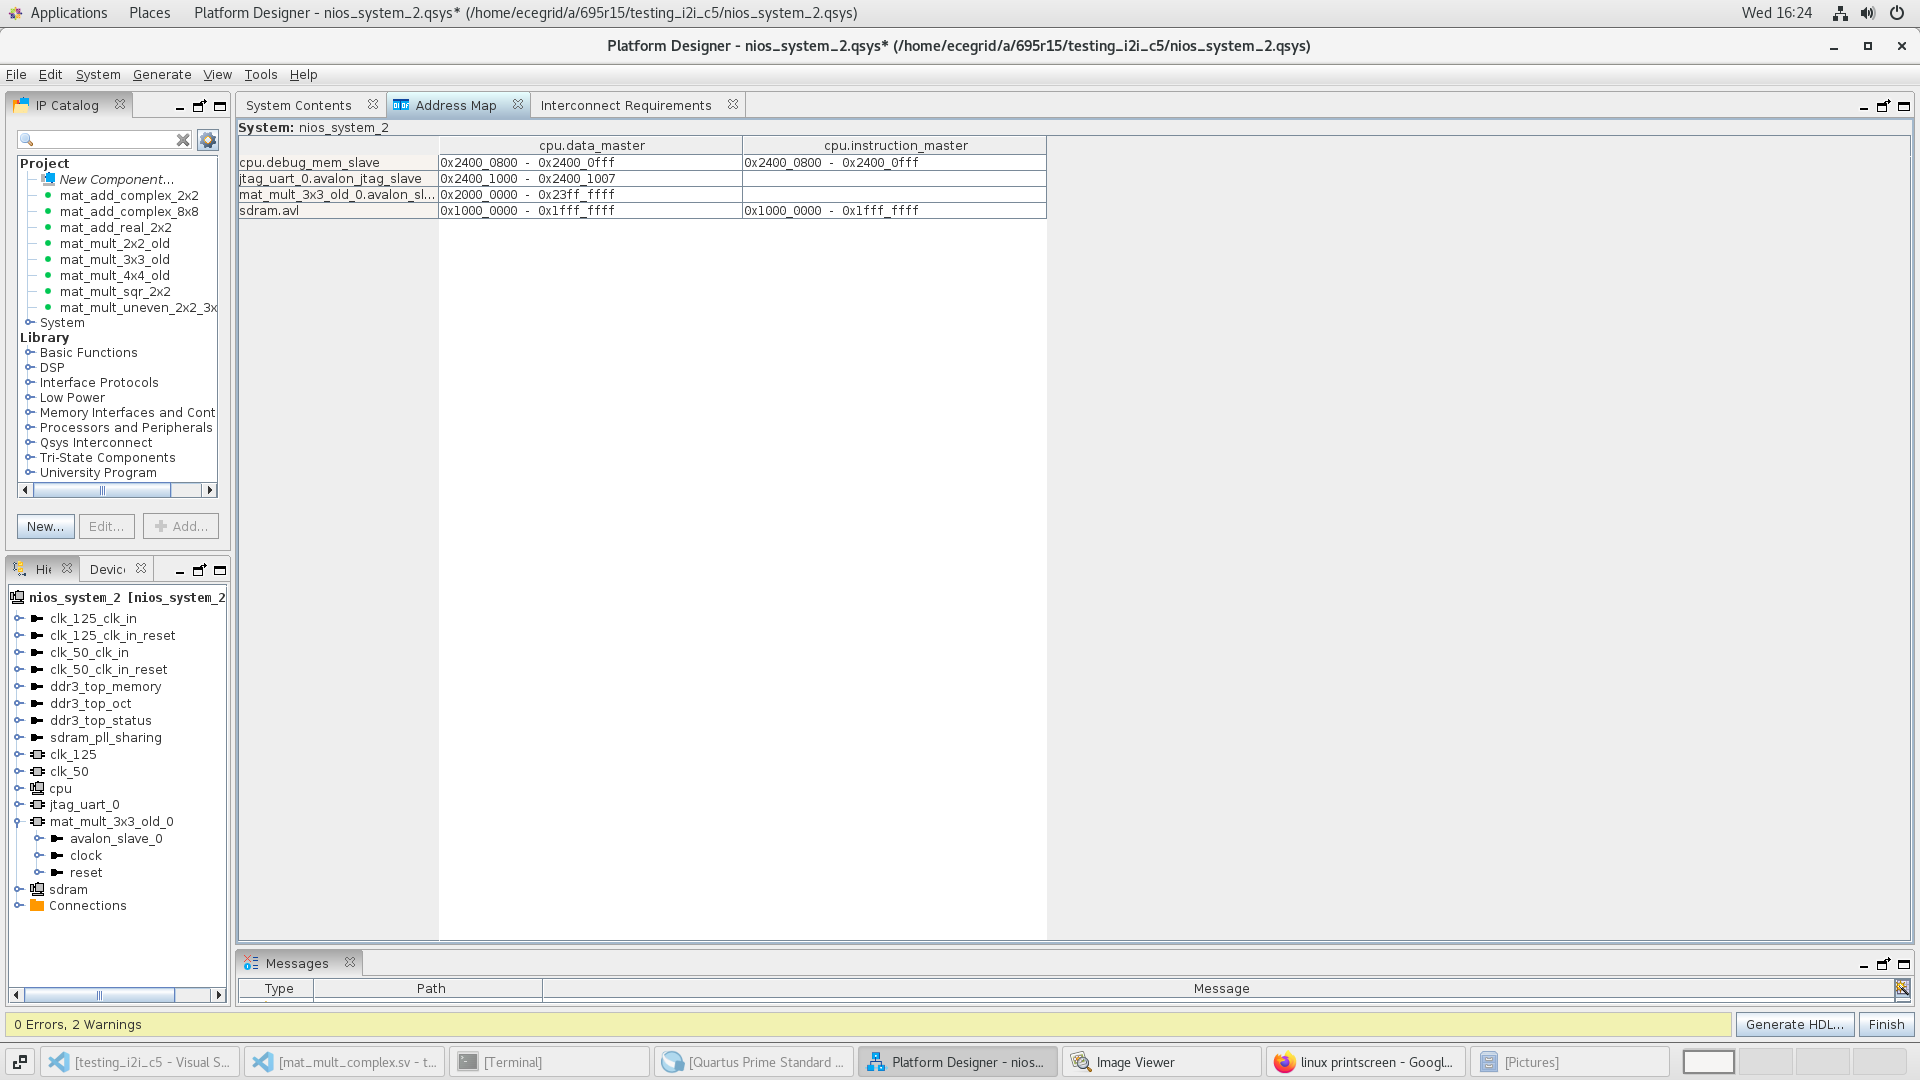 Applications Places Platform Designer - nios_system_2.qsys* (/home/ecegrid/a/695r15/testing_i2i_c5/nios_system_2.qsys) Wed 16:24
Platform Designer - nios_system_2.qsys* (/home/ecegrid/a/695r15/testing_i2i_c5/nios_system_2.qsys)
File Edit System Generate View Tools Help
IP Catalog
Project
New Component...
mat_add_complex_2x2
mat_add_complex_8x8
mat_add_real_2x2
mat_mult_2x2_old
mat_mult_3x3_old
mat_mult_4x4_old
mat_mult_sqr_2x2
mat_mult_uneven_2x2_3x
System
Library
Basic Functions
DSP
Interface Protocols
Low Power
Memory Interfaces and Cont
Processors and Peripherals
Qsys Interconnect
Tri-State Components
University Program
New... Edit... Add...
Hie Devic
nios_system_2 [nios_system_2
clk_125_clk_in
clk_125_clk_in_reset
clk_50_clk_in
clk_50_clk_in_reset
ddr3_top_memory
ddr3_top_oct
ddr3_top_status
sdram_pll_sharing
clk_125
clk_50
cpu
jtag_uart_0
mat_mult_3x3_old_0
avalon_slave_0
clock
reset
sdram
Connections
System Contents Address Map Interconnect Requirements
System: nios_system_2
cpu.data_master cpu.instruction_master
cpu.debug_mem_slave 0x2400_0800 - 0x2400_0fff 0x2400_0800 - 0x2400_0fff
jtag_uart_0.avalon_jtag_slave 0x2400_1000 - 0x2400_1007
mat_mult_3x3_old_0.avalon_sl... 0x2000_0000 - 0x23ff_ffff
sdram.avl 0x1000_0000 - 0x1fff_ffff 0x1000_0000 - 0x1fff_ffff
Messages
Type Path Message
0 Errors, 2 Warnings Generate HDL... Finish
[testing_i2i_c5 - Visual S... [mat_mult_complex.sv - t... [Terminal] [Quartus Prime Standard ... Platform Designer - nios... Image Viewer linux printscreen - Googl... [Pictures]